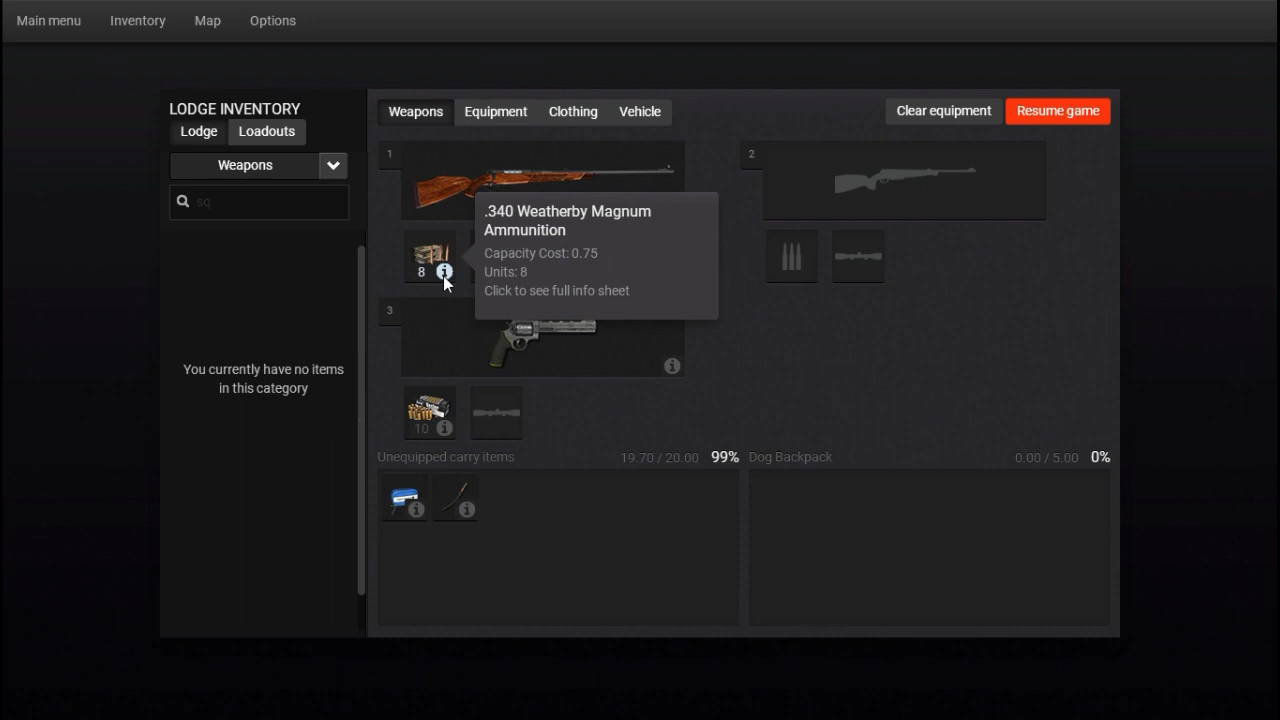 Main menu
Inventory
Map
Options
LODGE INVENTORY
Lodge
Loadouts
Weapons
sq
You currently have no items
in this category
Weapons
Equipment
Clothing
Vehicle
Clear equipment
Resume game
1
2
.340 Weatherby Magnum
Ammunition
Capacity Cost: 0.75
Units: 8
Click to see full info sheet
8
3
10
Unequipped carry items
19.70 / 20.00
99%
Dog Backpack
0.00 / 5.00
0%